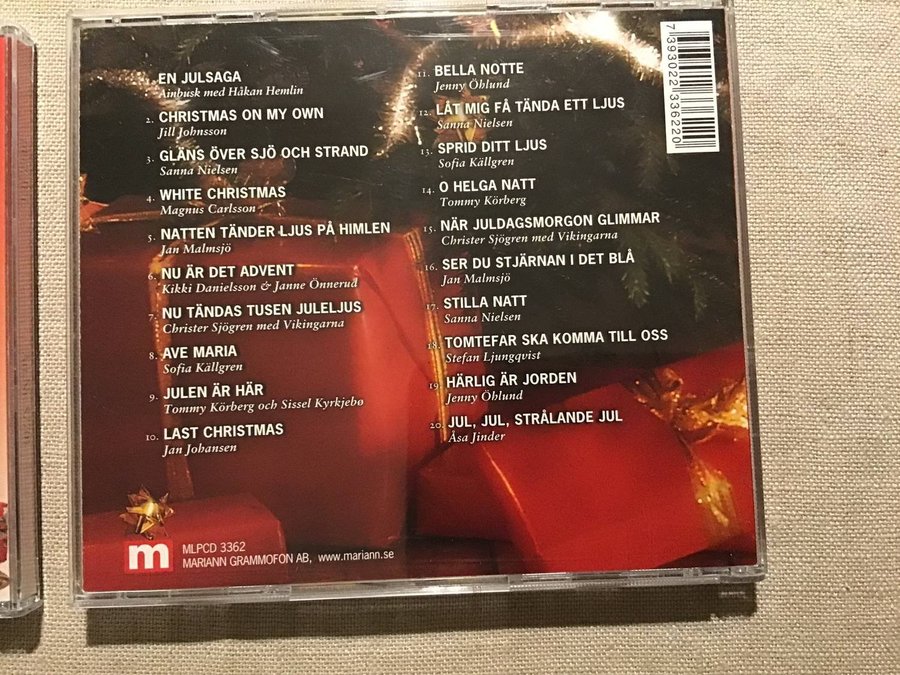 1. EN JULSAGA
Ainbusk med Håkan Hemlin
2. CHRISTMAS ON MY OWN
Jill Johnsson
3. GLÄNS ÖVER SJÖ OCH STRAND
Sanna Nielsen
4. WHITE CHRISTMAS
Magnus Carlsson
5. NATTEN TÄNDER LJUS PÅ HIMLEN
Jan Malmsjö
6. NU ÄR DET ADVENT
Kikki Danielsson & Janne Önnerud
7. NU TÄNDAS TUSEN JULELJUS
Christer Sjögren med Vikingarna
8. AVE MARIA
Sofia Källgren
9. JULEN ÄR HÄR
Tommy Körberg och Sissel Kyrkjebø
10. LAST CHRISTMAS
Jan Johansen
11. BELLA NOTTE
Jenny Öhlund
12. LÅT MIG FÅ TÄNDA ETT LJUS
Sanna Nielsen
13. SPRID DITT LJUS
Sofia Källgren
14. O HELGA NATT
Tommy Körberg
15. NÄR JULDAGSMORGON GLIMMAR
Christer Sjögren med Vikingarna
16. SER DU STJÄRNAN I DET BLÅ
Jan Malmsjö
17. STILLA NATT
Sanna Nielsen
18. TOMTEFAR SKA KOMMA TILL OSS
Stefan Ljungqvist
19. HÄRLIG ÄR JORDEN
Jenny Öhlund
20. JUL, JUL, STRÅLANDE JUL
Åsa Jinder
7393022336220
m
MLPCD 3362
MARIANN GRAMMOFON AB, www.mariann.se